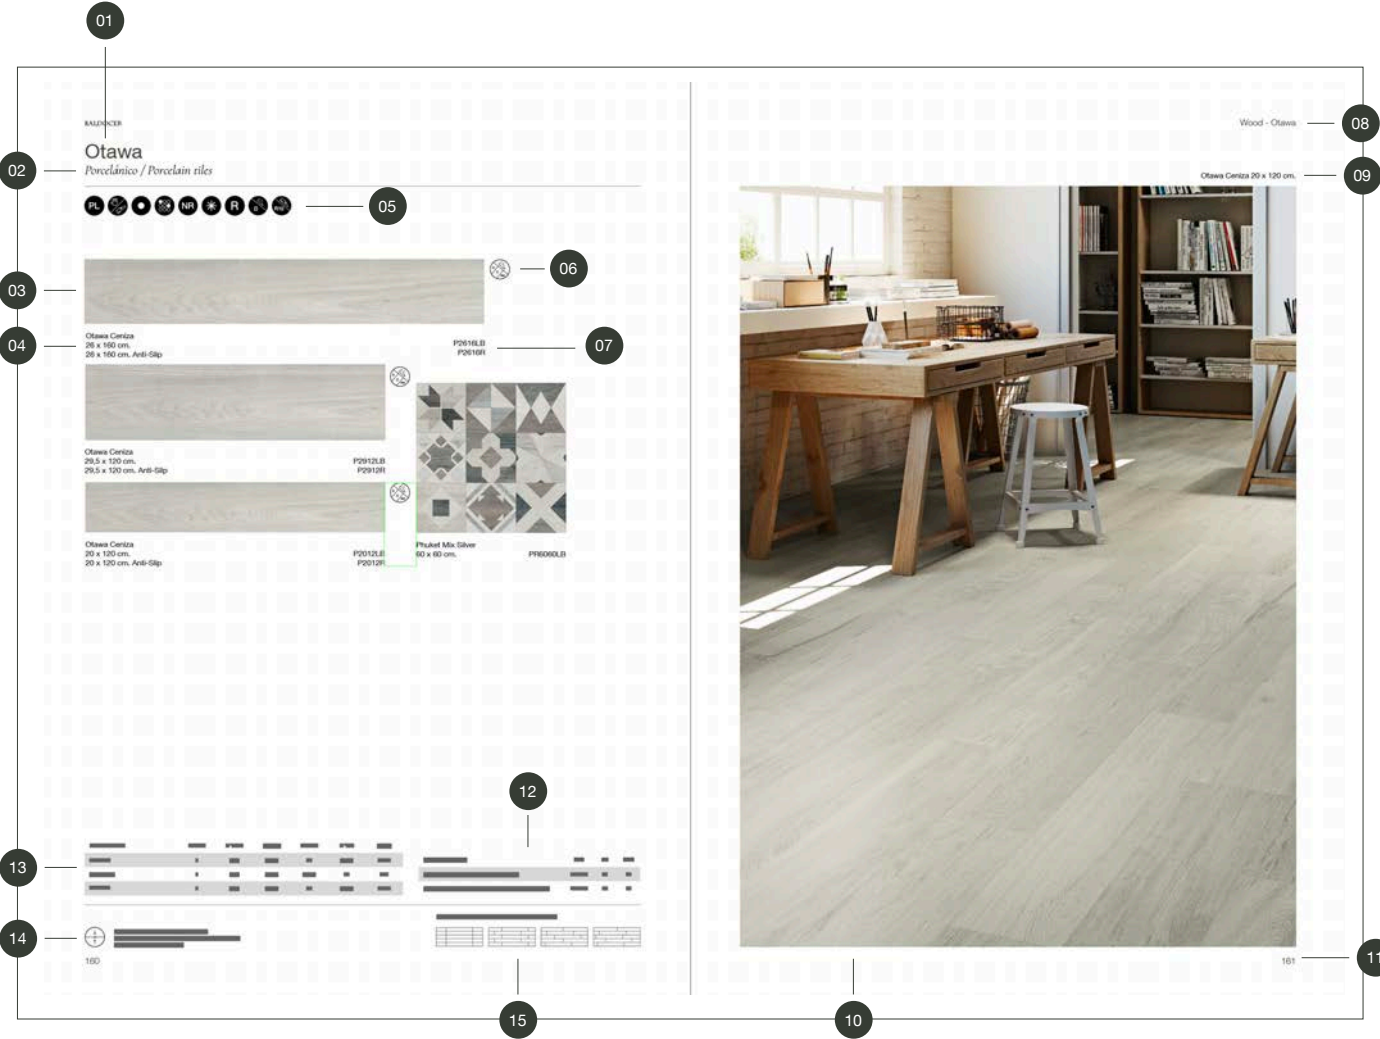 01
BALDOCER
Otawa
02
Porcelánico / Porcelain tiles
PL
NR
R
05
06
03
04
Otawa Ceniza
26 x 160 cm.
26 x 160 cm. Anti-Slip
P2616LB
P2616R
07
Otawa Ceniza
29,5 x 120 cm.
29,5 x 120 cm. Anti-Slip
P2912LB
P2912R
Otawa Ceniza
20 x 120 cm.
20 x 120 cm. Anti-Slip
P2012LB
P2012R
Phuket Mix Silver
60 x 60 cm.
PR6060LB
12
13
14
160
15
Wood - Otawa
08
Otawa Ceniza 20 x 120 cm.
09
161
11
10